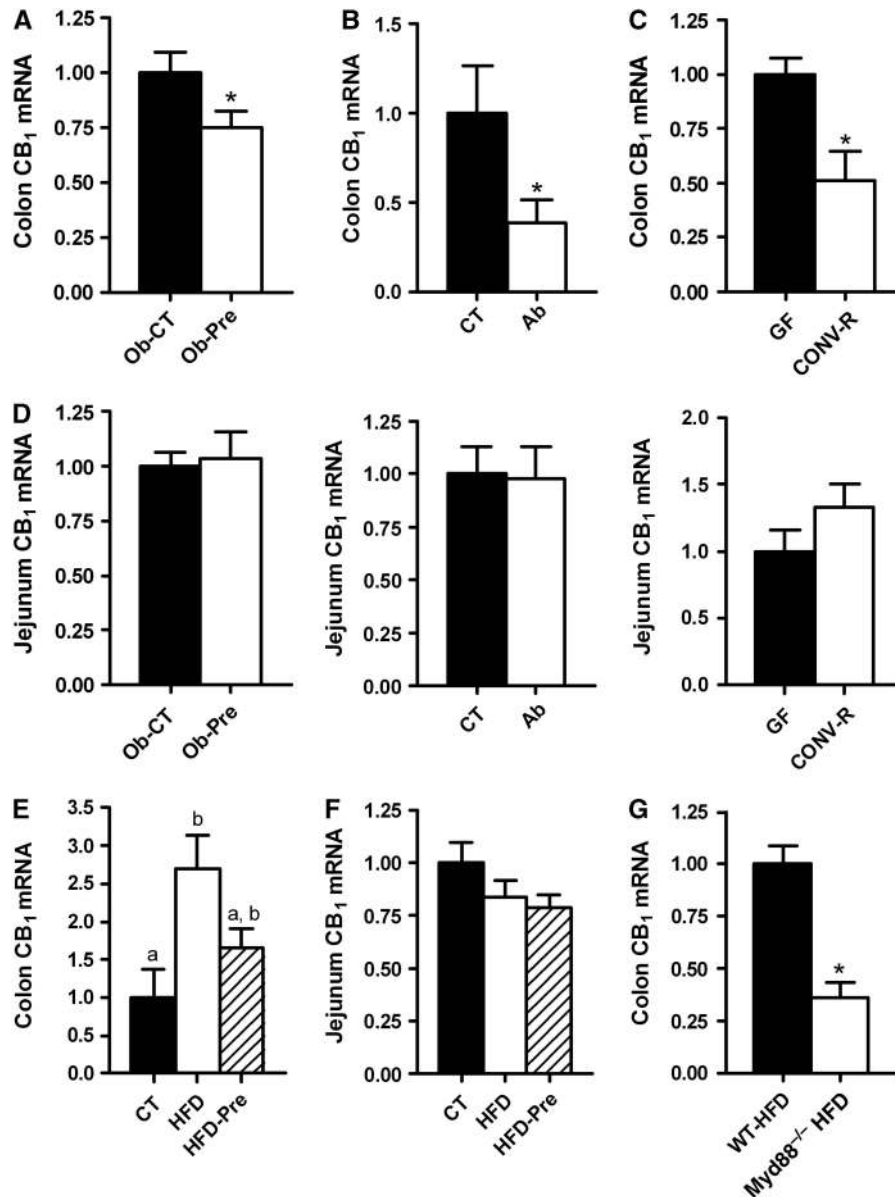 A
Colon CB₁ mRNA
1.25
1.00
0.75
0.50
0.25
0.00
*
Ob-CT
Ob-Pre
B
Colon CB₁ mRNA
1.5
1.0
0.5
0.0
*
CT
Ab
C
Colon CB₁ mRNA
1.25
1.00
0.75
0.50
0.25
0.00
*
GF
CONV-R
D
Jejunum CB₁ mRNA
1.25
1.00
0.75
0.50
0.25
0.00
Ob-CT
Ob-Pre
Jejunum CB₁ mRNA
1.25
1.00
0.75
0.50
0.25
0.00
CT
Ab
Jejunum CB₁ mRNA
2.0
1.5
1.0
0.5
0.0
GF
CONV-R
E
Colon CB₁ mRNA
3.5
3.0
2.5
2.0
1.5
1.0
0.5
0.0
a
b
a, b
CT
HFD
HFD-Pre
F
Jejunum CB₁ mRNA
1.25
1.00
0.75
0.50
0.25
0.00
CT
HFD
HFD-Pre
G
Colon CB₁ mRNA
1.25
1.00
0.75
0.50
0.25
0.00
*
WT-HFD
Myd88⁻/⁻ HFD